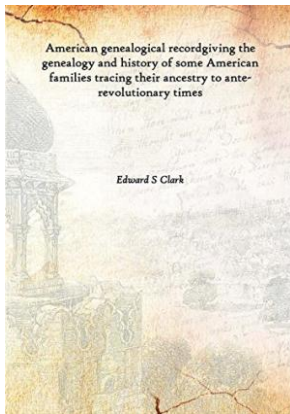 American genealogical recordgiving the
genealogy and history of some American
families tracing their ancestry to ante-
revolutionary times
Edward S Clark